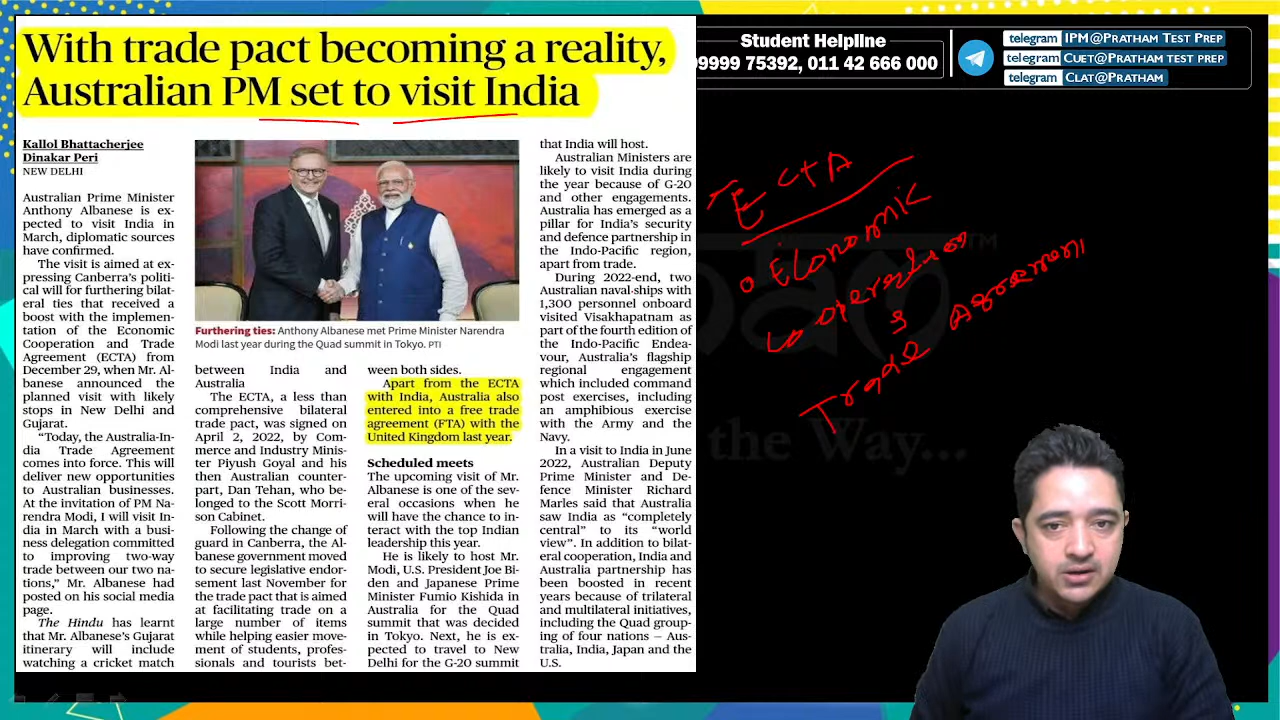 With trade pact becoming a reality,
Australian PM set to visit India
Kallol Bhattacherjee
Dinakar Peri
NEW DELHI
Australian Prime Minister
Anthony Albanese is ex-
pected to visit India in
March, diplomatic sources
have confirmed.
The visit is aimed at ex-
pressing Canberra's politi-
cal will for furthering bilat-
eral ties that received a
boost with the implemen-
tation of the Economic
Cooperation and Trade
Agreement (ECTA) from
December 29, when Mr. Al-
banese announced the
planned visit with likely
stops in New Delhi and
Gujarat.
"Today, the Australia-In-
dia Trade Agreement
comes into force. This will
deliver new opportunities
to Australian businesses.
At the invitation of PM Na-
rendra Modi, I will visit In-
dia in March with a busi-
ness delegation committed
to improving two-way
trade between our two na-
tions," Mr. Albanese had
posted on his social media
page.
The Hindu has learnt
that Mr. Albanese's Gujarat
itinerary will include
watching a cricket match
Furthering ties: Anthony Albanese met Prime Minister Narendra
Modi last year during the Quad summit in Tokyo. PTI
between India and
Australia
The ECTA, a less than
comprehensive bilateral
trade pact, was signed on
April 2, 2022, by Com-
merce and Industry Minis-
ter Piyush Goyal and his
then Australian counter-
part, Dan Tehan, who be-
longed to the Scott Morri-
son Cabinet.
Following the change of
guard in Canberra, the Al-
banese government moved
to secure legislative endor-
sement last November for
the trade pact that is aimed
at facilitating trade on a
large number of items
while helping easier move-
ment of students, profes-
sionals and tourists bet-
ween both sides.
Apart from the ECTA
with India, Australia also
entered into a free trade
agreement (FTA) with the
United Kingdom last year.
Scheduled meets
The upcoming visit of Mr.
Albanese is one of the sev-
eral occasions when he
will have the chance to in-
teract with the top Indian
leadership this year.
He is likely to host Mr.
Modi, U.S. President Joe Bi-
den and Japanese Prime
Minister Fumio Kishida in
Australia for the Quad
summit that was decided
in Tokyo. Next, he is ex-
pected to travel to New
Delhi for the G-20 summit
that India will host.
Australian Ministers are
likely to visit India during
the year because of G-20
and other engagements.
Australia has emerged as a
pillar for India's security
and defence partnership in
the Indo-Pacific region,
apart from trade.
During 2022-end, two
Australian naval-ships with
1,300 personnel onboard
visited Visakhapatnam as
part of the fourth edition of
the Indo-Pacific Endea-
vour, Australia's flagship
regional engagement
which included command
post exercises, including
an amphibious exercise
with the Army and the
Navy.
In a visit to India in June
2022, Australian Deputy
Prime Minister and De-
fence Minister Richard
Marles said that Australia
saw India as "completely
central" to its "world
view". In addition to bilat-
eral cooperation, India and
Australia partnership has
been boosted in recent
years because of trilateral
and multilateral initiatives,
including the Quad group-
ing of four nations — Aus-
tralia, India, Japan and the
U.S.
Student Helpline
99999 75392, 011 42 666 000
telegram IPM@PRATHAM TEST PREP
telegram CUET@PRATHAM TEST PREP
telegram CLAT@PRATHAM
ECTA
Economic
Cooperation
&
Trade Agreement
TM
the Way...